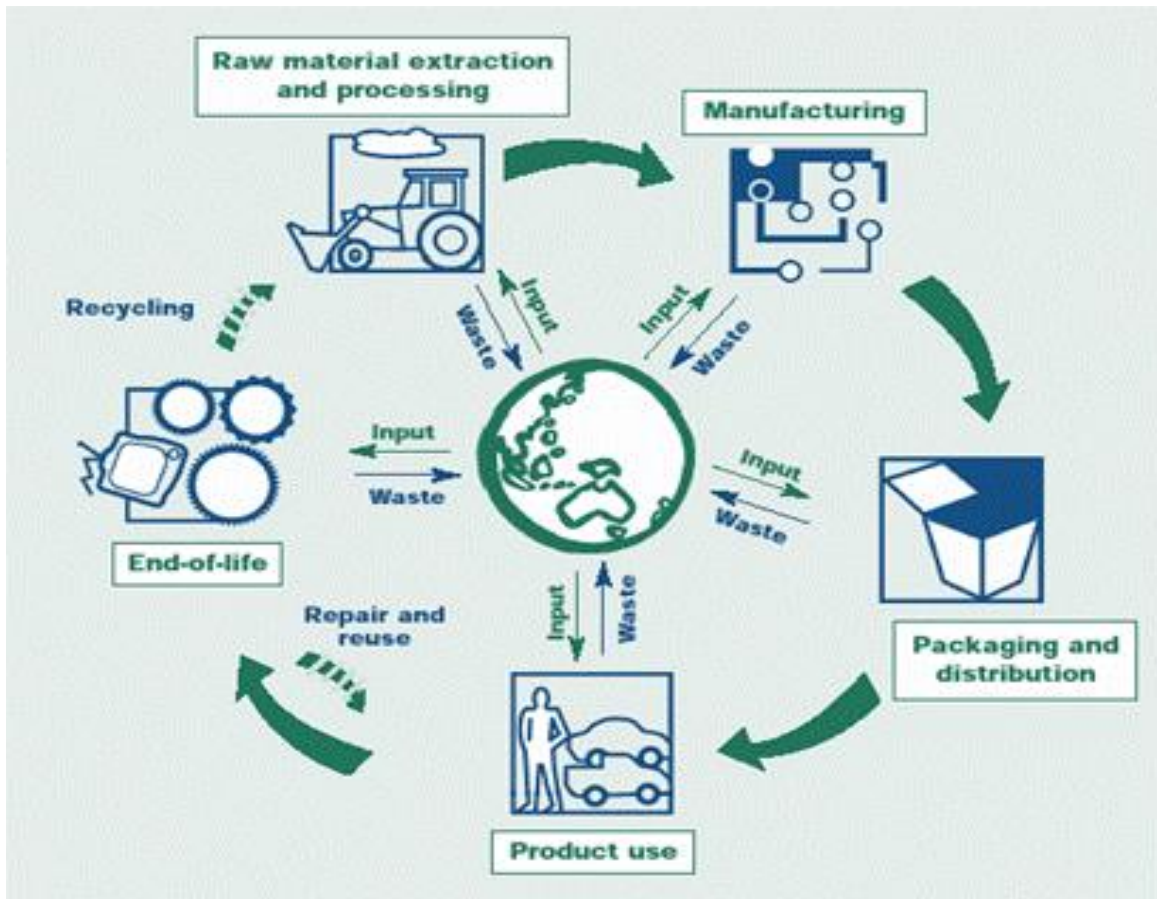 Raw material extraction
and processing
Manufacturing
Recycling
Input
Waste
Input
Waste
Input
Waste
Input
Waste
End-of-life
Repair and
reuse
Input
Waste
Packaging and
distribution
Product use